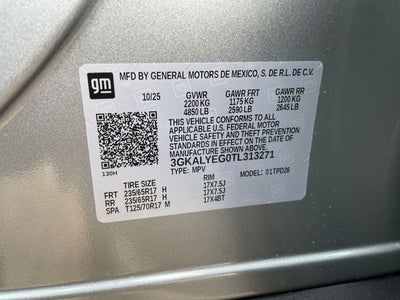 gm
MFD BY GENERAL MOTORS DE MEXICO, S. DE R.L. DE C.V.
10/25 GVWR GAWR FRT GAWR RR
2200 KG 1175 KG 1200 KG
4850 LB 2590 LB 2645 LB
THIS VEHICLE CONFORMS TO ALL
APPLICABLE U.S. FEDERAL MOTOR
VEHICLE SAFETY AND THEFT
PREVENTION STANDARDS IN EFFECT
ON THE DATE OF MANUFACTURE
SHOWN ABOVE.
3GKALYEG0TL313271
TYPE: MPV MODEL: 01TPD26
130H
TIRE SIZE RIM
FRT 235/65R17 H 17X7.5J
RR 235/65R17 H 17X7.5J
SPA T125/70R17 M 17X4BT